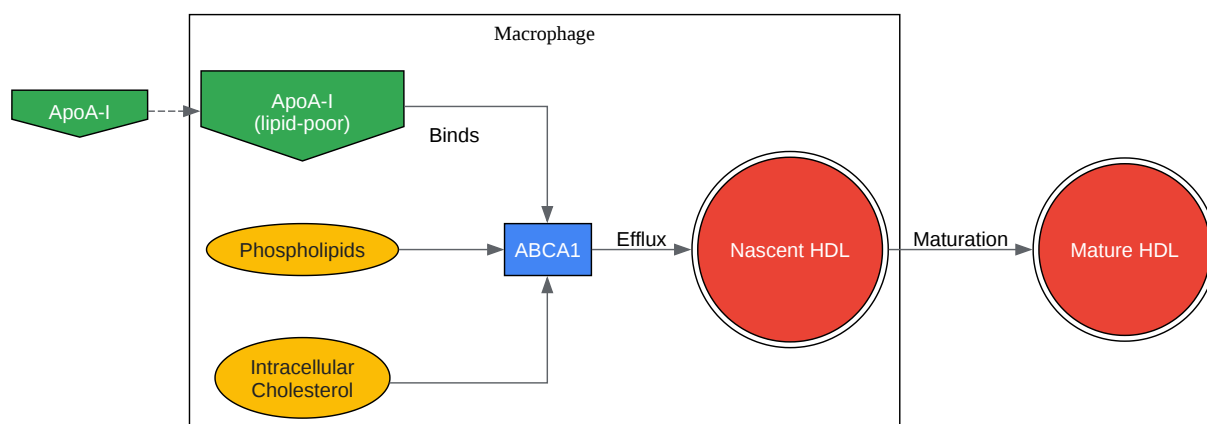 Macrophage
ApoA-I
ApoA-I
(lipid-poor)
Binds
Phospholipids
ABCA1
Efflux
Nascent HDL
Maturation
Mature HDL
Intracellular
Cholesterol